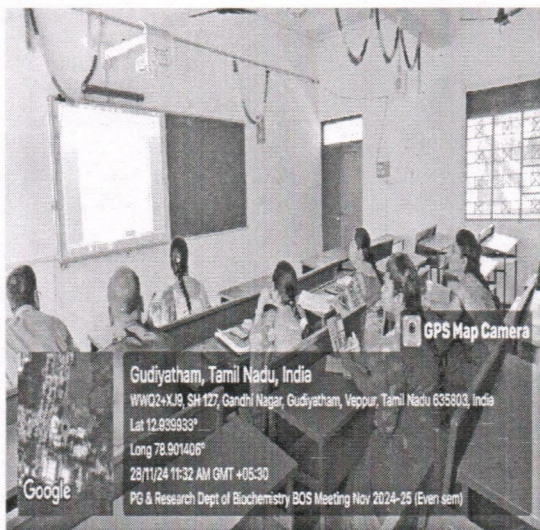 GPS Map Camera
Gudiyatham, Tamil Nadu, India
WWQ2+XJ9, SH 127, Gandhi Nagar, Gudiyatham, Veppur, Tamil Nadu 635803, India
Lat 12.939933°
Long 78.901406°
28/11/24 11:32 AM GMT +05:30
PG & Research Dept of Biochemistry BOS Meeting Nov 2024-25 (Even sem)
Google